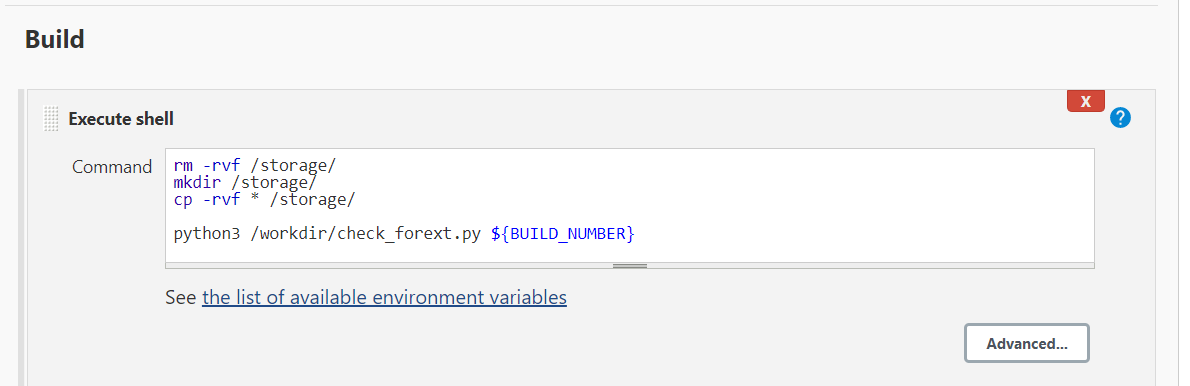 Build
X
Execute shell
?
Command
rm -rvf /storage/
mkdir /storage/
cp -rvf * /storage/
python3 /workdir/check_forext.py ${BUILD_NUMBER}
See the list of available environment variables
Advanced...